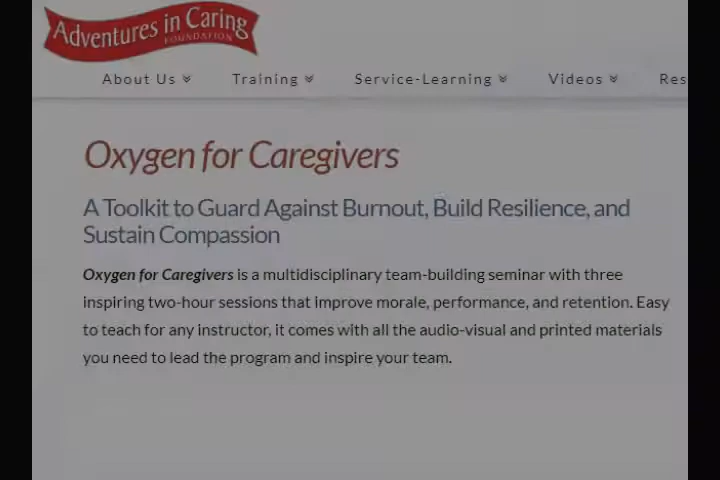 Adventures in Caring
FOUNDATION
About Us Training Service-Learning Videos Res
Oxygen for Caregivers
A Toolkit to Guard Against Burnout, Build Resilience, and
Sustain Compassion
Oxygen for Caregivers is a multidisciplinary team-building seminar with three
inspiring two-hour sessions that improve morale, performance, and retention. Easy
to teach for any instructor, it comes with all the audio-visual and printed materials
you need to lead the program and inspire your team.